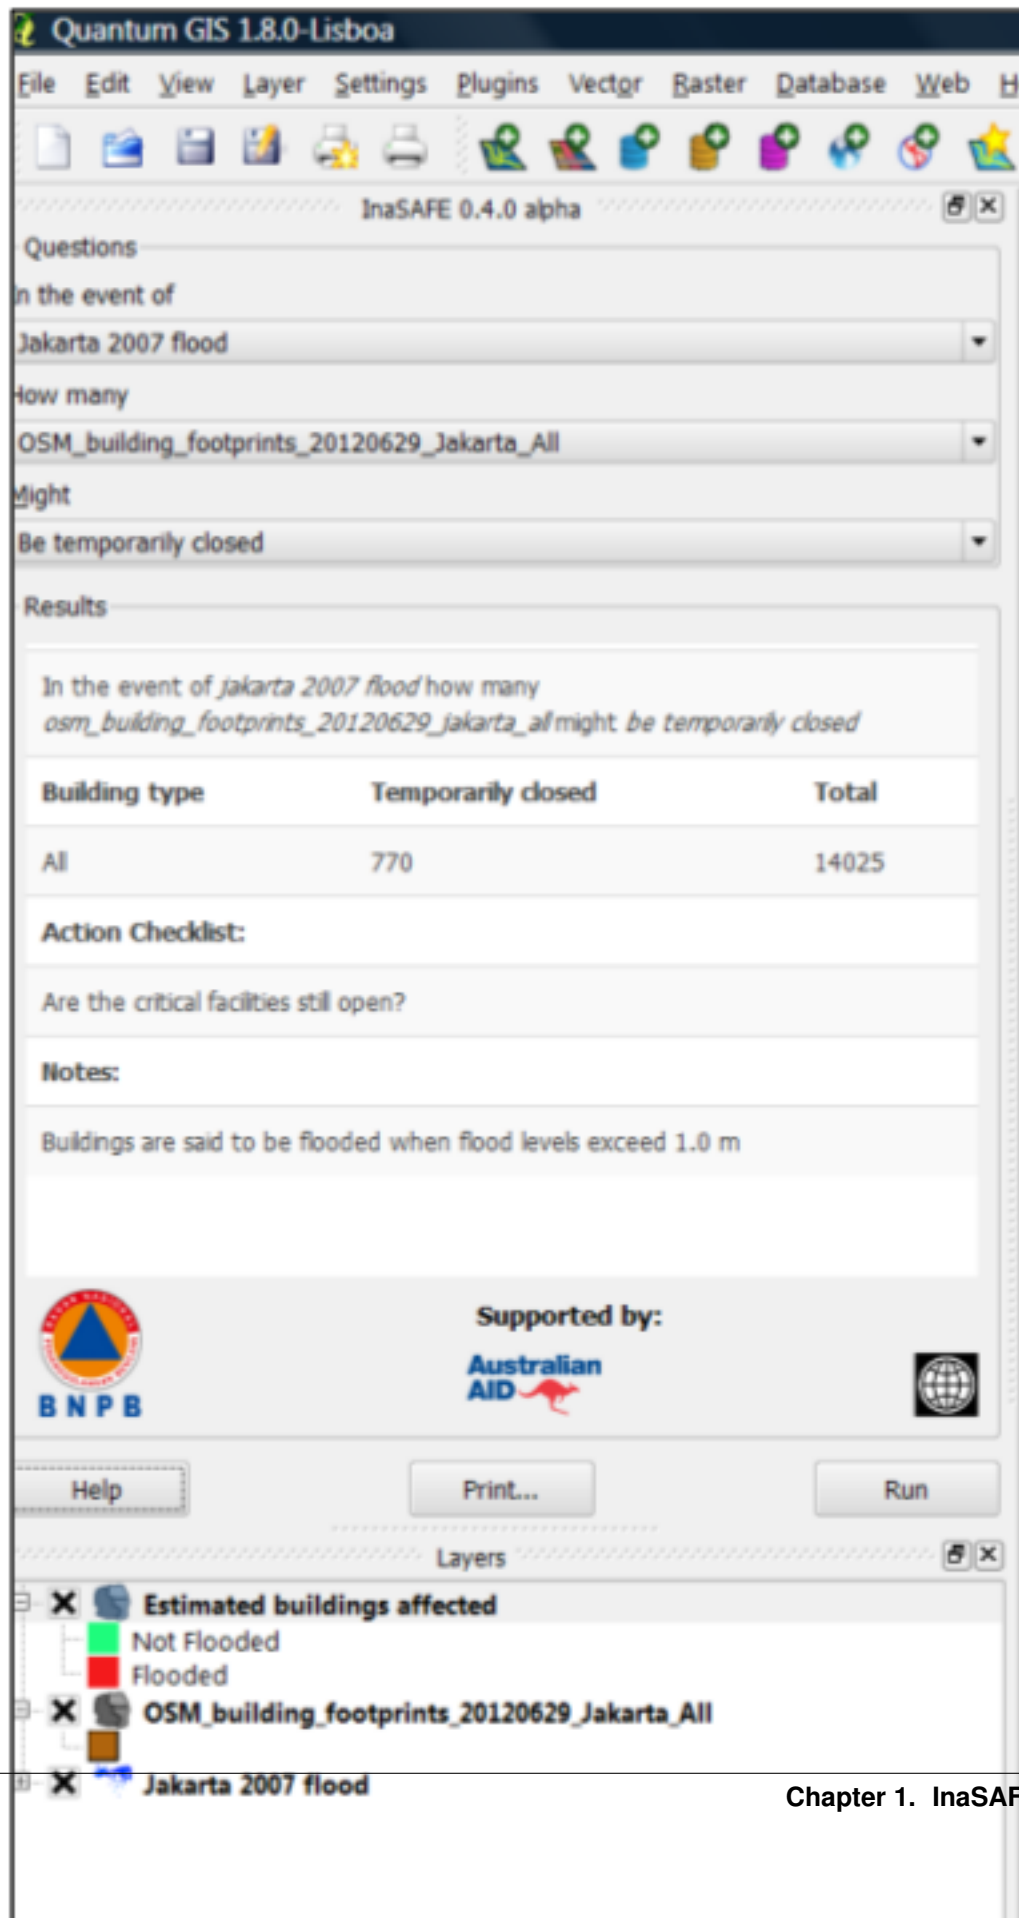 Quantum GIS 1.8.0-Lisboa
File Edit View Layer Settings Plugins Vector Raster Database Web H
InaSAFE 0.4.0 alpha
Questions
In the event of
Jakarta 2007 flood
How many
OSM_building_footprints_20120629_Jakarta_All
Might
Be temporarily closed
Results
In the event of jakarta 2007 flood how many
osm_building_footprints_20120629_jakarta_all might be temporarily closed
Building type Temporarily closed Total
All 770 14025
Action Checklist:
Are the critical facilities still open?
Notes:
Buildings are said to be flooded when flood levels exceed 1.0 m
Supported by:
BADAN NASIONAL
BNPB
Australian
AID
Help Print... Run
Layers
Estimated buildings affected
Not Flooded
Flooded
OSM_building_footprints_20120629_Jakarta_All
Jakarta 2007 flood
Chapter 1. InaSAF